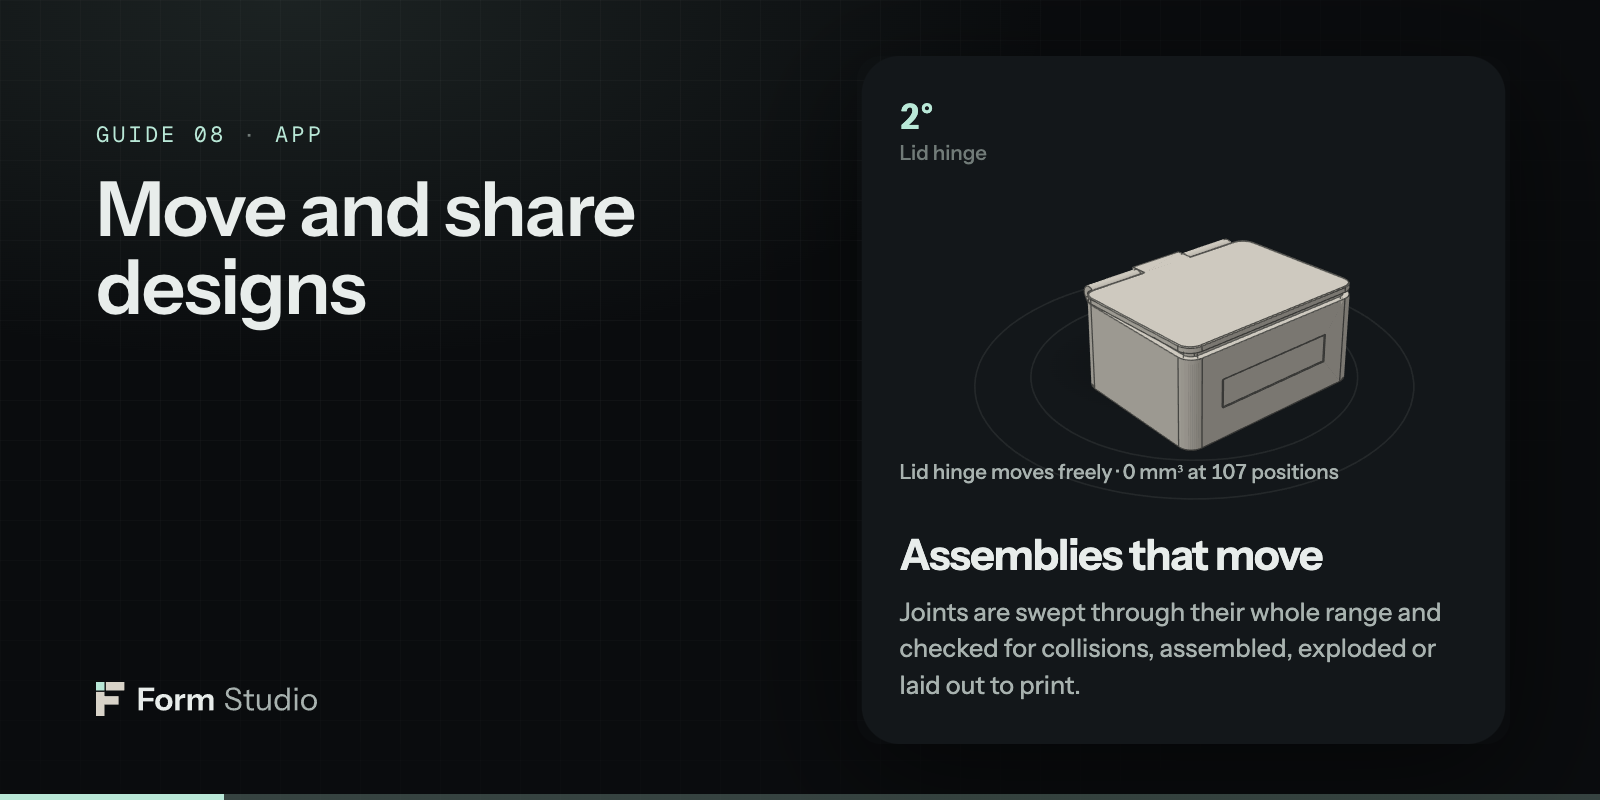 GUIDE 08 · APP
Move and share
designs
Form Studio
2°
Lid hinge
Lid hinge moves freely · 0 mm³ at 107 positions
Assemblies that move
Joints are swept through their whole range and
checked for collisions, assembled, exploded or
laid out to print.